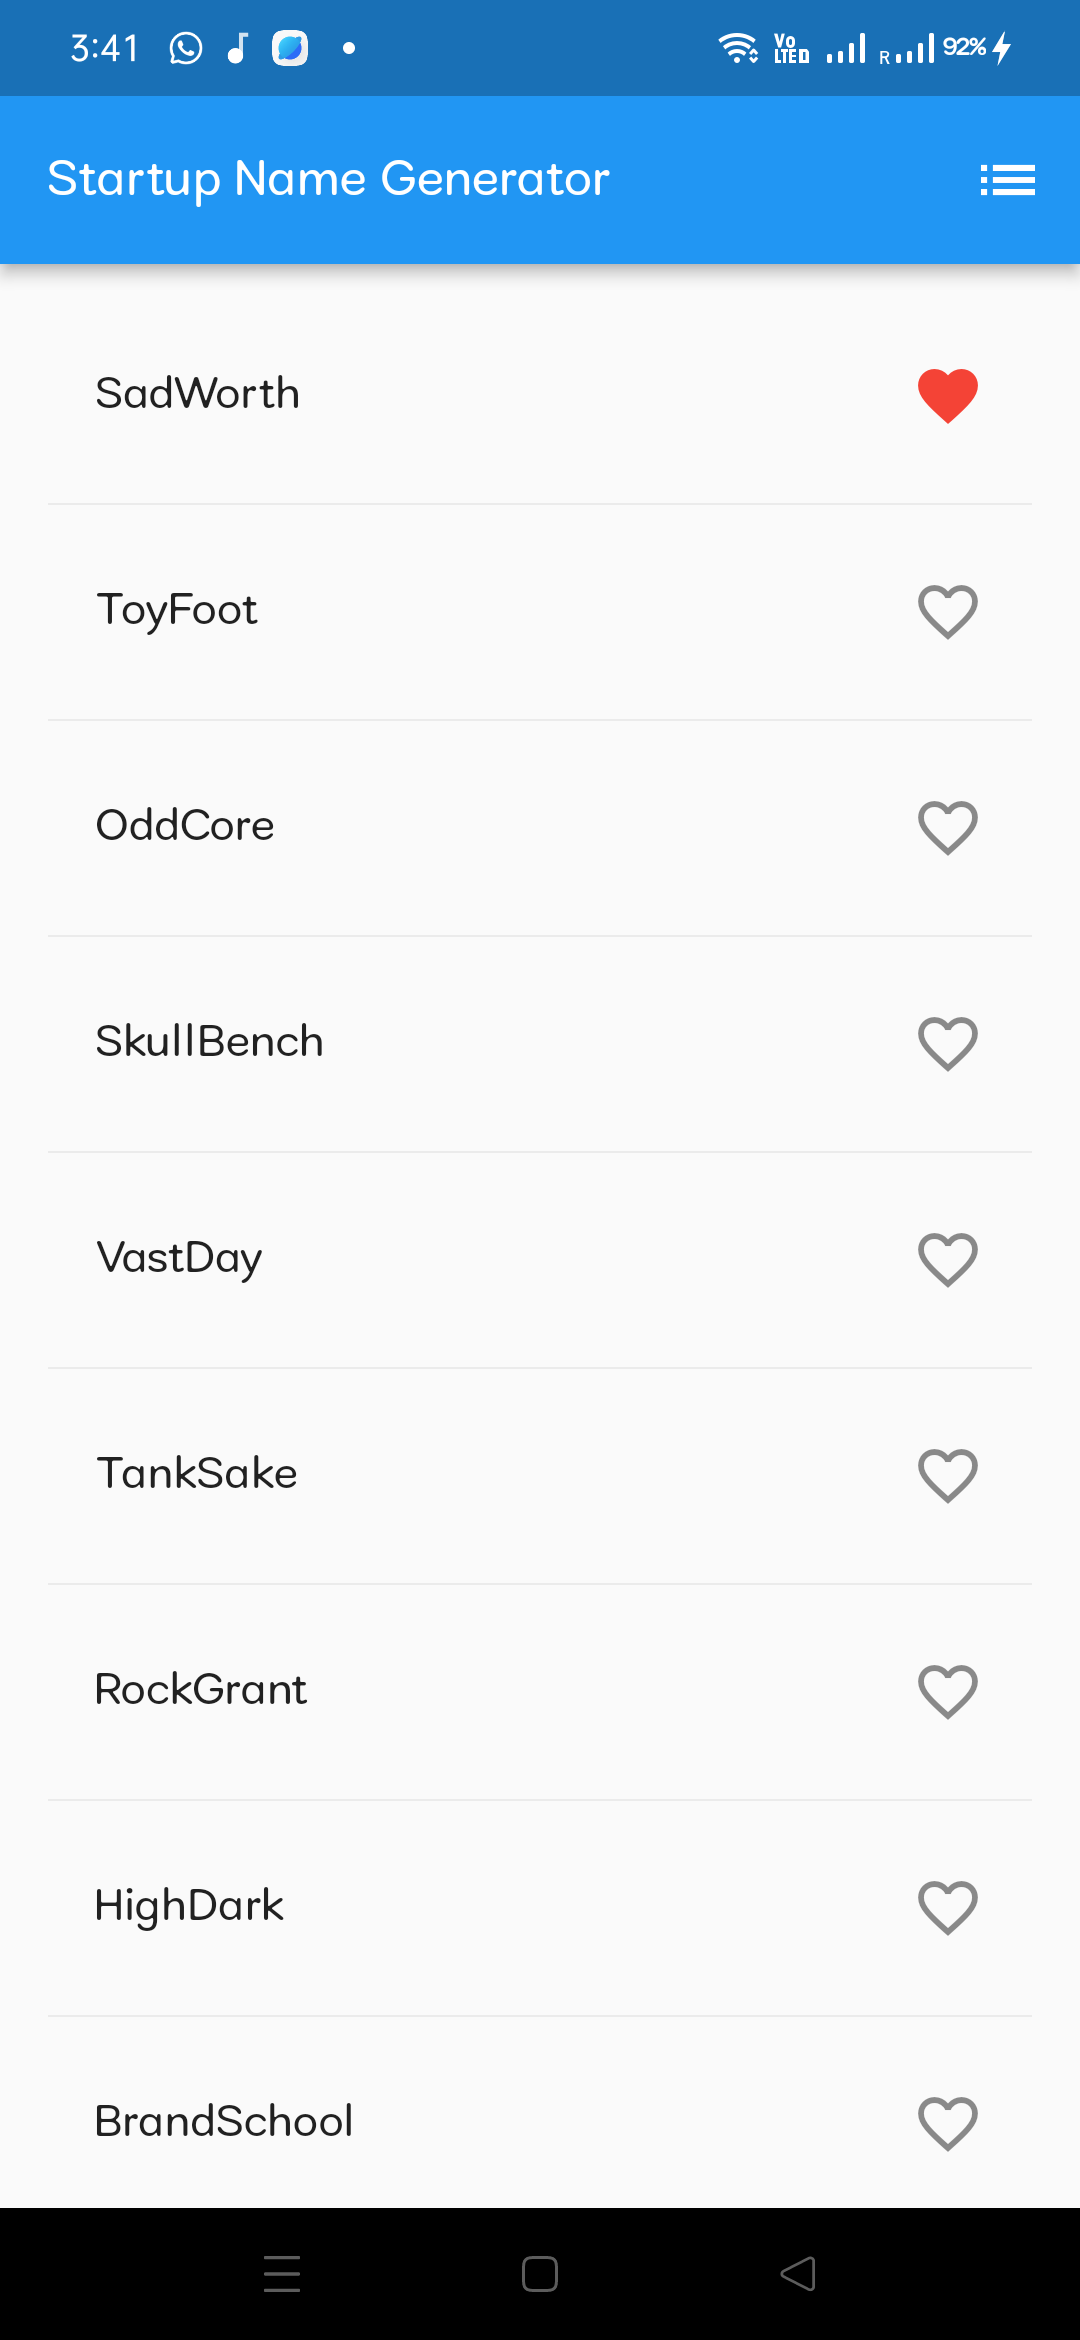 3:41 Vo LTE D R 92%
Startup Name Generator
SadWorth
ToyFoot
OddCore
SkullBench
VastDay
TankSake
RockGrant
HighDark
BrandSchool